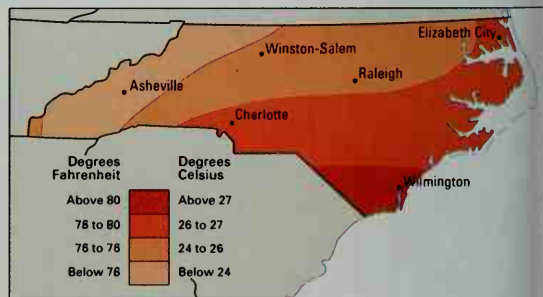 Elizabeth City
Winston-Salem
Raleigh
Asheville
Charlotte
Wilmington
Degrees Fahrenheit
Degrees Celsius
Above 80 Above 27
78 to 80 26 to 27
76 to 78 24 to 26
Below 76 Below 24